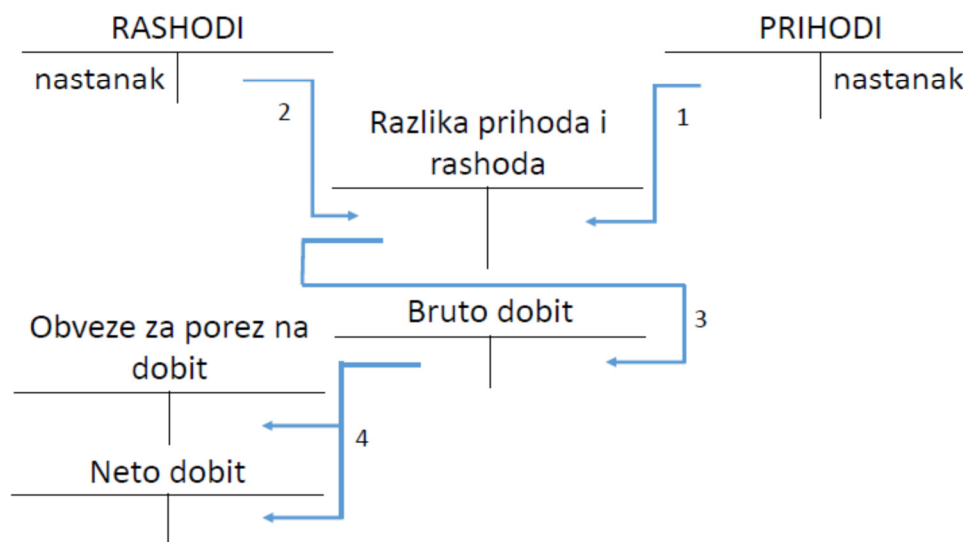 RASHODI
PRIHODI
nastanak
nastanak
2
1
Razlika prihoda i
rashoda
Bruto dobit
3
Obveze za porez na
dobit
4
Neto dobit